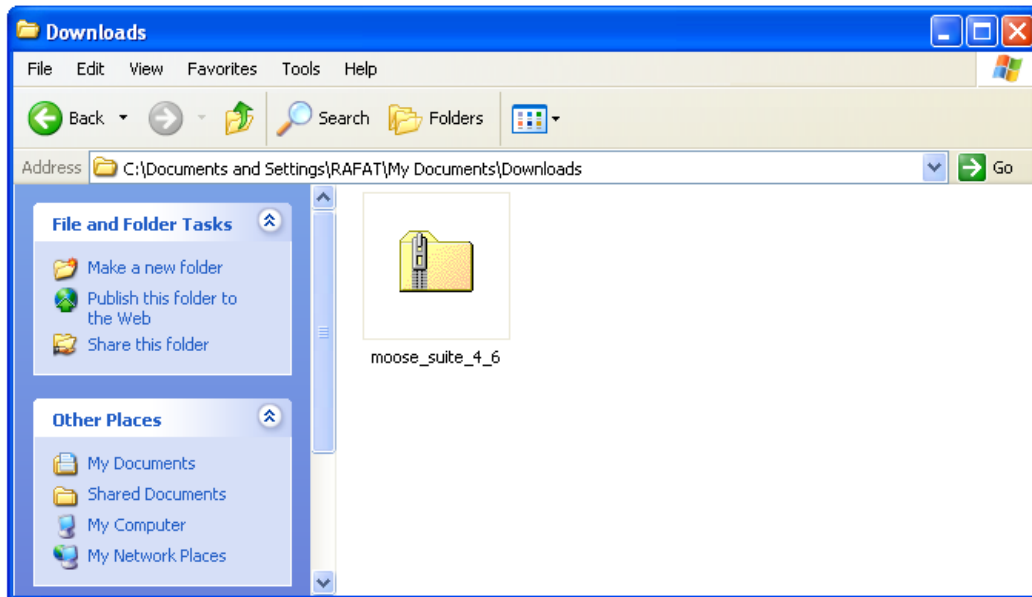 Downloads
File Edit View Favorites Tools Help
Back Search Folders
Address C:\Documents and Settings\RAFAT\My Documents\Downloads Go
File and Folder Tasks
Make a new folder
Publish this folder to
the Web
Share this folder
Other Places
My Documents
Shared Documents
My Computer
My Network Places
moose_suite_4_6